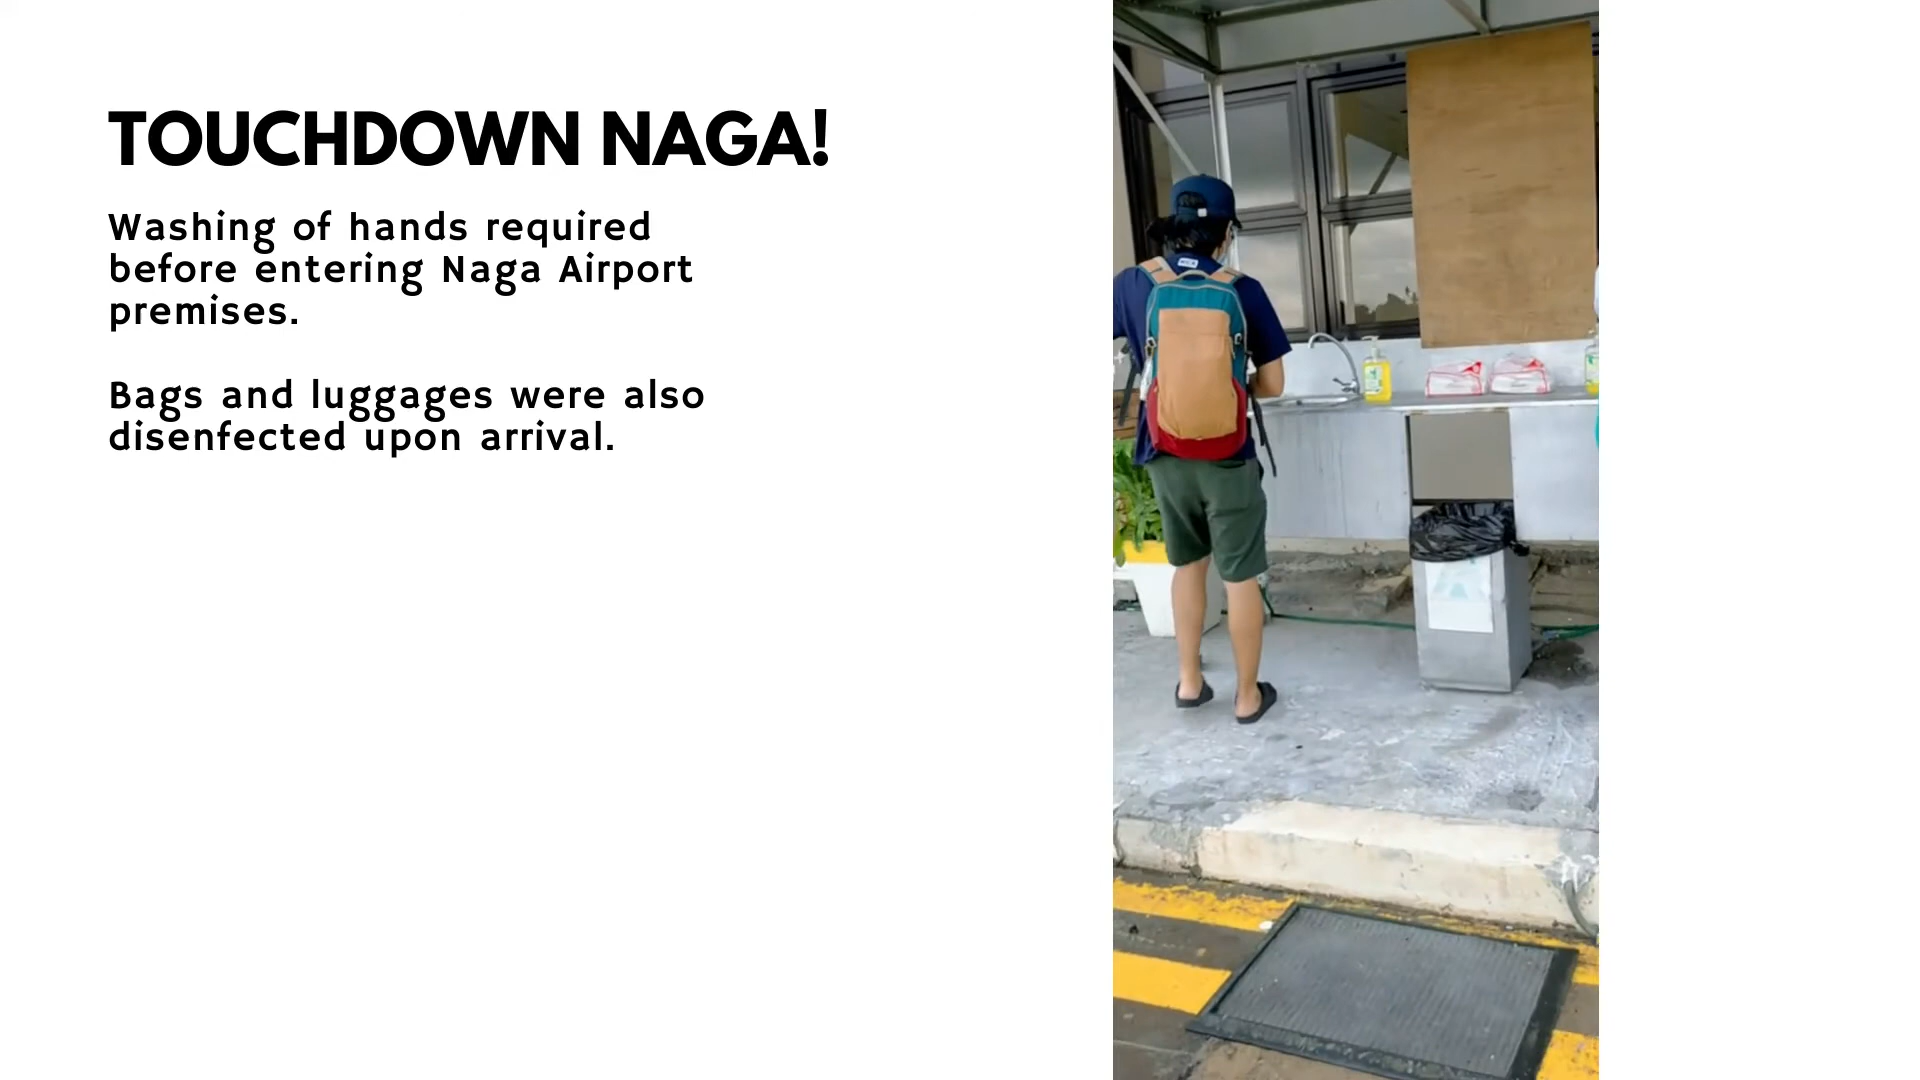 TOUCHDOWN NAGA!
Washing of hands required
before entering Naga Airport
premises.
Bags and luggages were also
disenfected upon arrival.